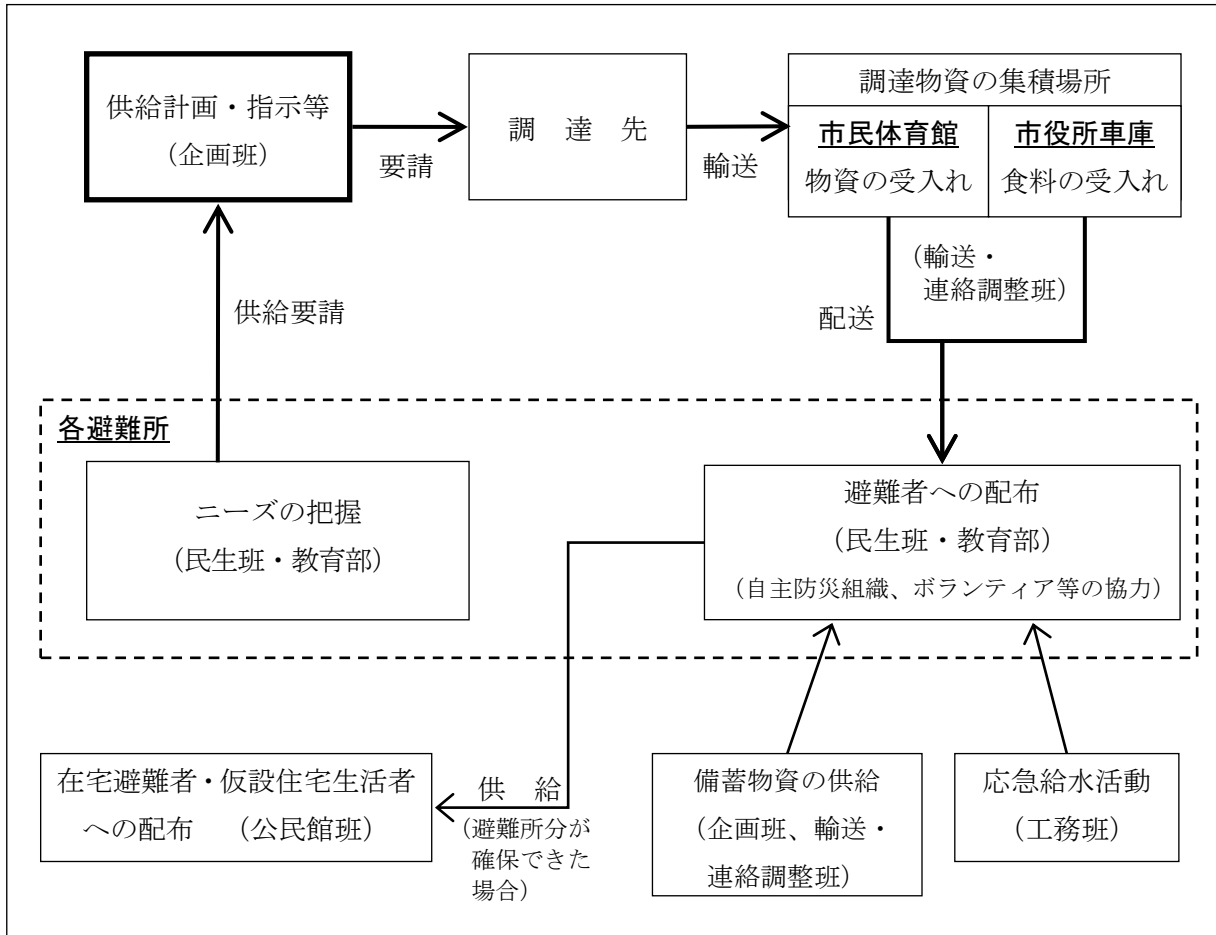 供給計画・指示等
（企画班）
要請
調　達　先
輸送
調達物資の集積場所
市民体育館
物資の受入れ
市役所車庫
食料の受入れ
（輸送・
連絡調整班）
配送
供給要請
各避難所
ニーズの把握
（民生班・教育部）
避難者への配布
（民生班・教育部）
（自主防災組織、ボランティア等の協力）
在宅避難者・仮設住宅生活者
への配布　（公民館班）
供　給
（避難所分が
確保できた
場合）
備蓄物資の供給
（企画班、輸送・
連絡調整班）
応急給水活動
（工務班）